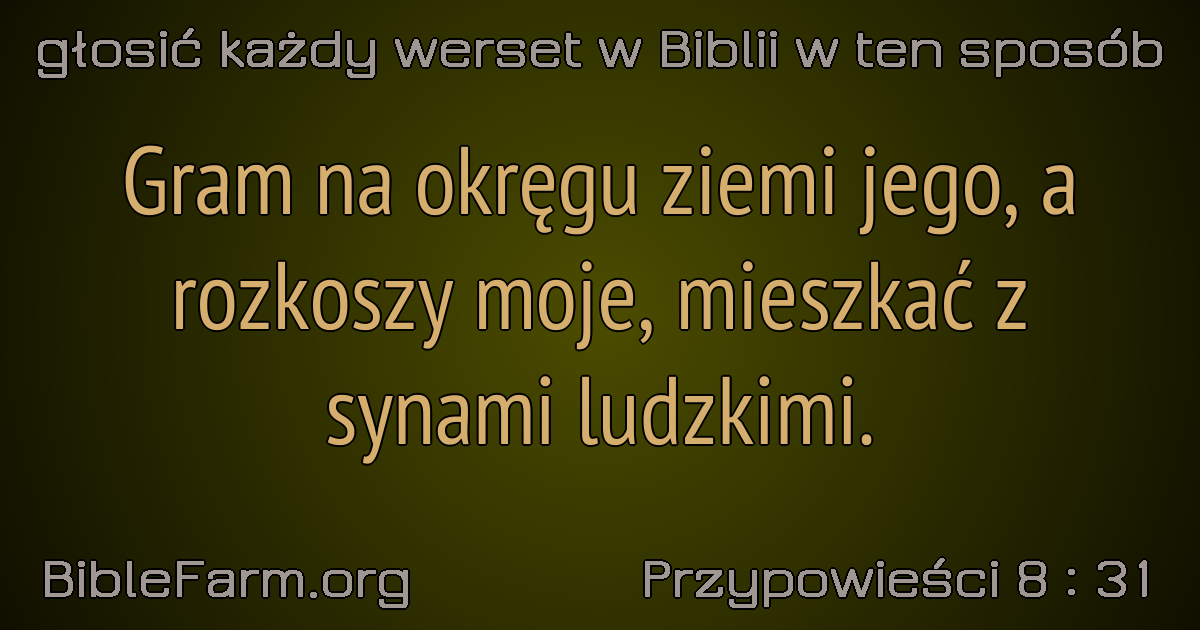 głosić każdy werset w Biblii w ten sposób
Gram na okręgu ziemi jego, a
rozkoszy moje, mieszkać z
synami ludzkimi.
BibleFarm.org
Przypowieści 8 : 31